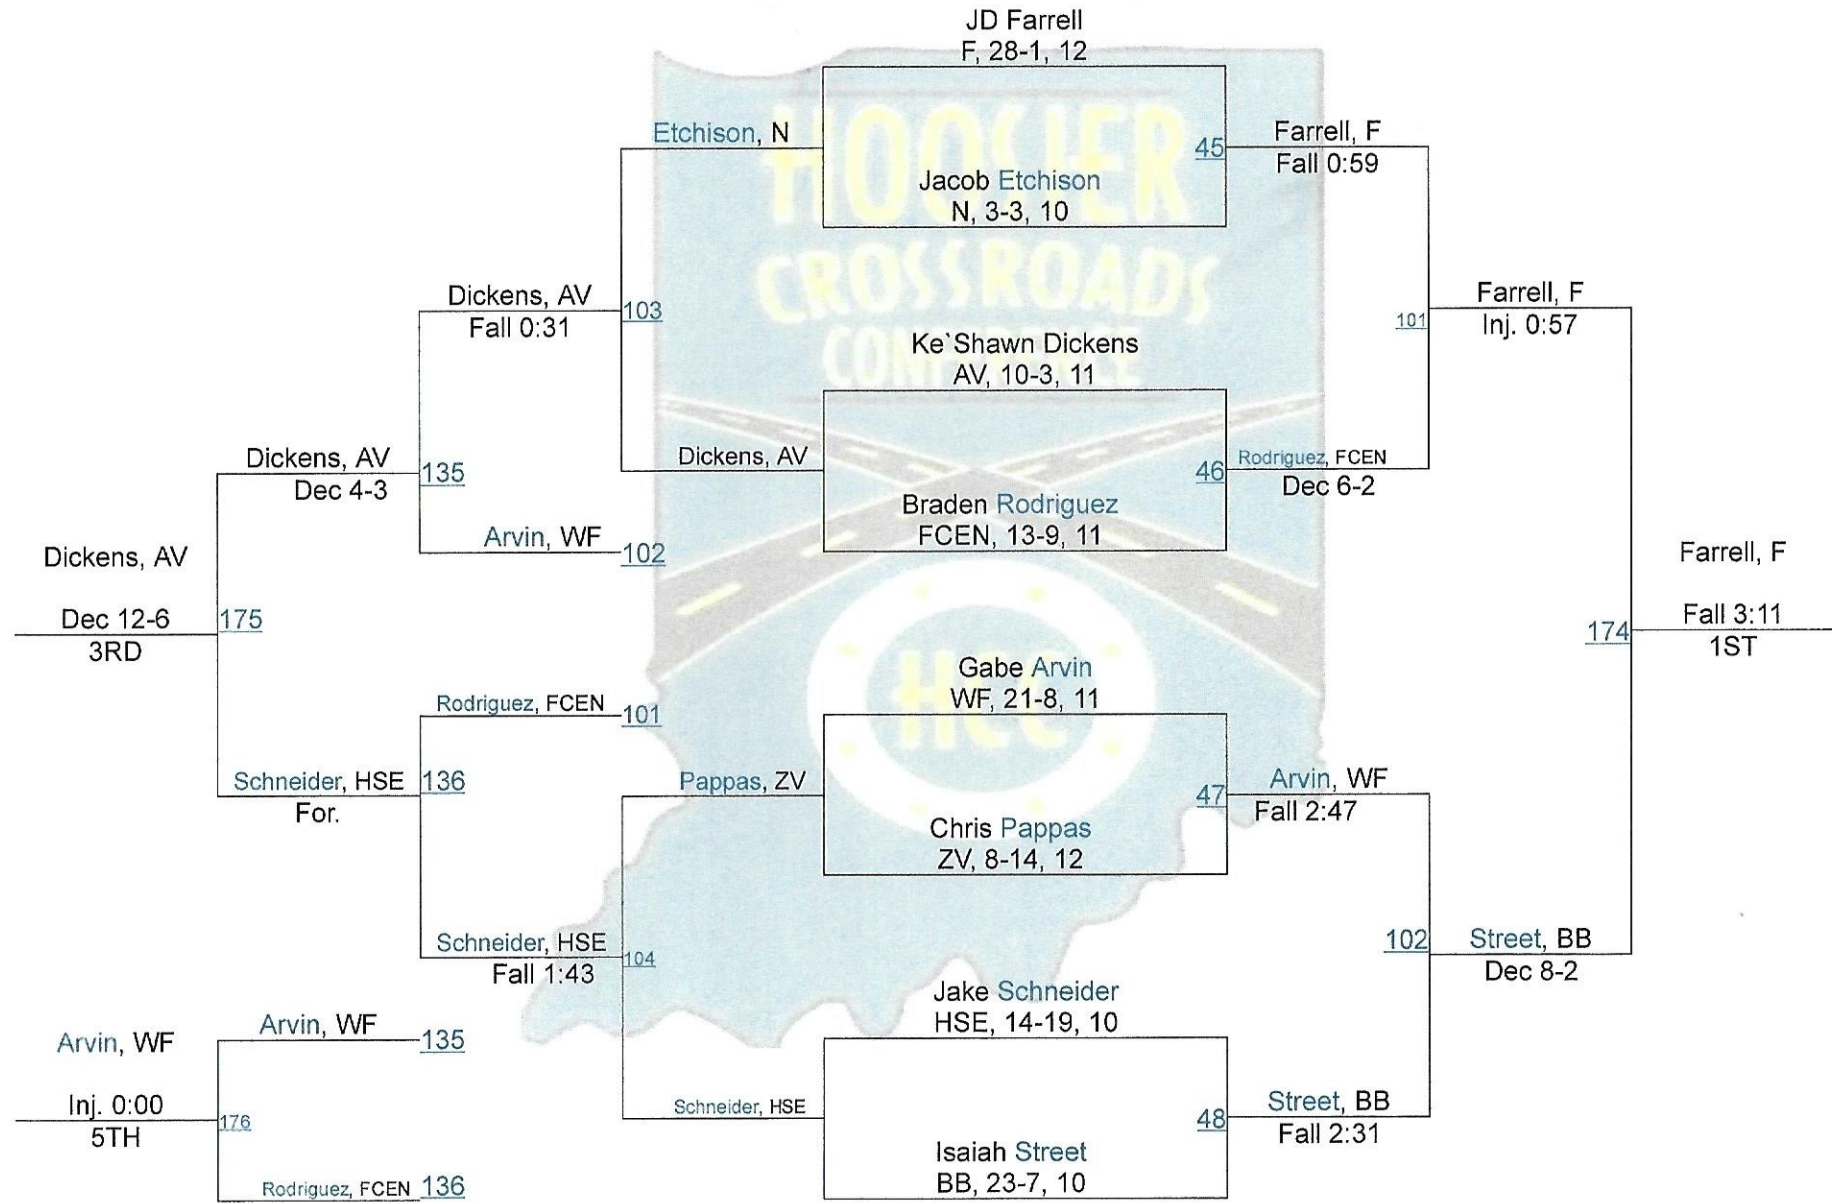 JD Farrell
F, 28-1, 12
HOOSIER
CROSSROADS
CONFERENCE
HCC
Etchison, N
45
Farrell, F
Fall 0:59
Jacob Etchison
N, 3-3, 10
Dickens, AV
Fall 0:31
103
Farrell, F
Inj. 0:57
101
Ke`Shawn Dickens
AV, 10-3, 11
Dickens, AV
Dec 4-3
135
Dickens, AV
46
Rodriguez, FCEN
Dec 6-2
Braden Rodriguez
FCEN, 13-9, 11
Arvin, WF
102
Dickens, AV
Dec 12-6
3RD
175
Farrell, F
Fall 3:11
1ST
174
Gabe Arvin
WF, 21-8, 11
Rodriguez, FCEN
101
Schneider, HSE
For.
136
Pappas, ZV
47
Arvin, WF
Fall 2:47
Chris Pappas
ZV, 8-14, 12
Schneider, HSE
Fall 1:43
104
102
Street, BB
Dec 8-2
Jake Schneider
HSE, 14-19, 10
Arvin, WF
135
Arvin, WF
Inj. 0:00
5TH
176
Schneider, HSE
48
Street, BB
Fall 2:31
Isaiah Street
BB, 23-7, 10
Rodriguez, FCEN
136